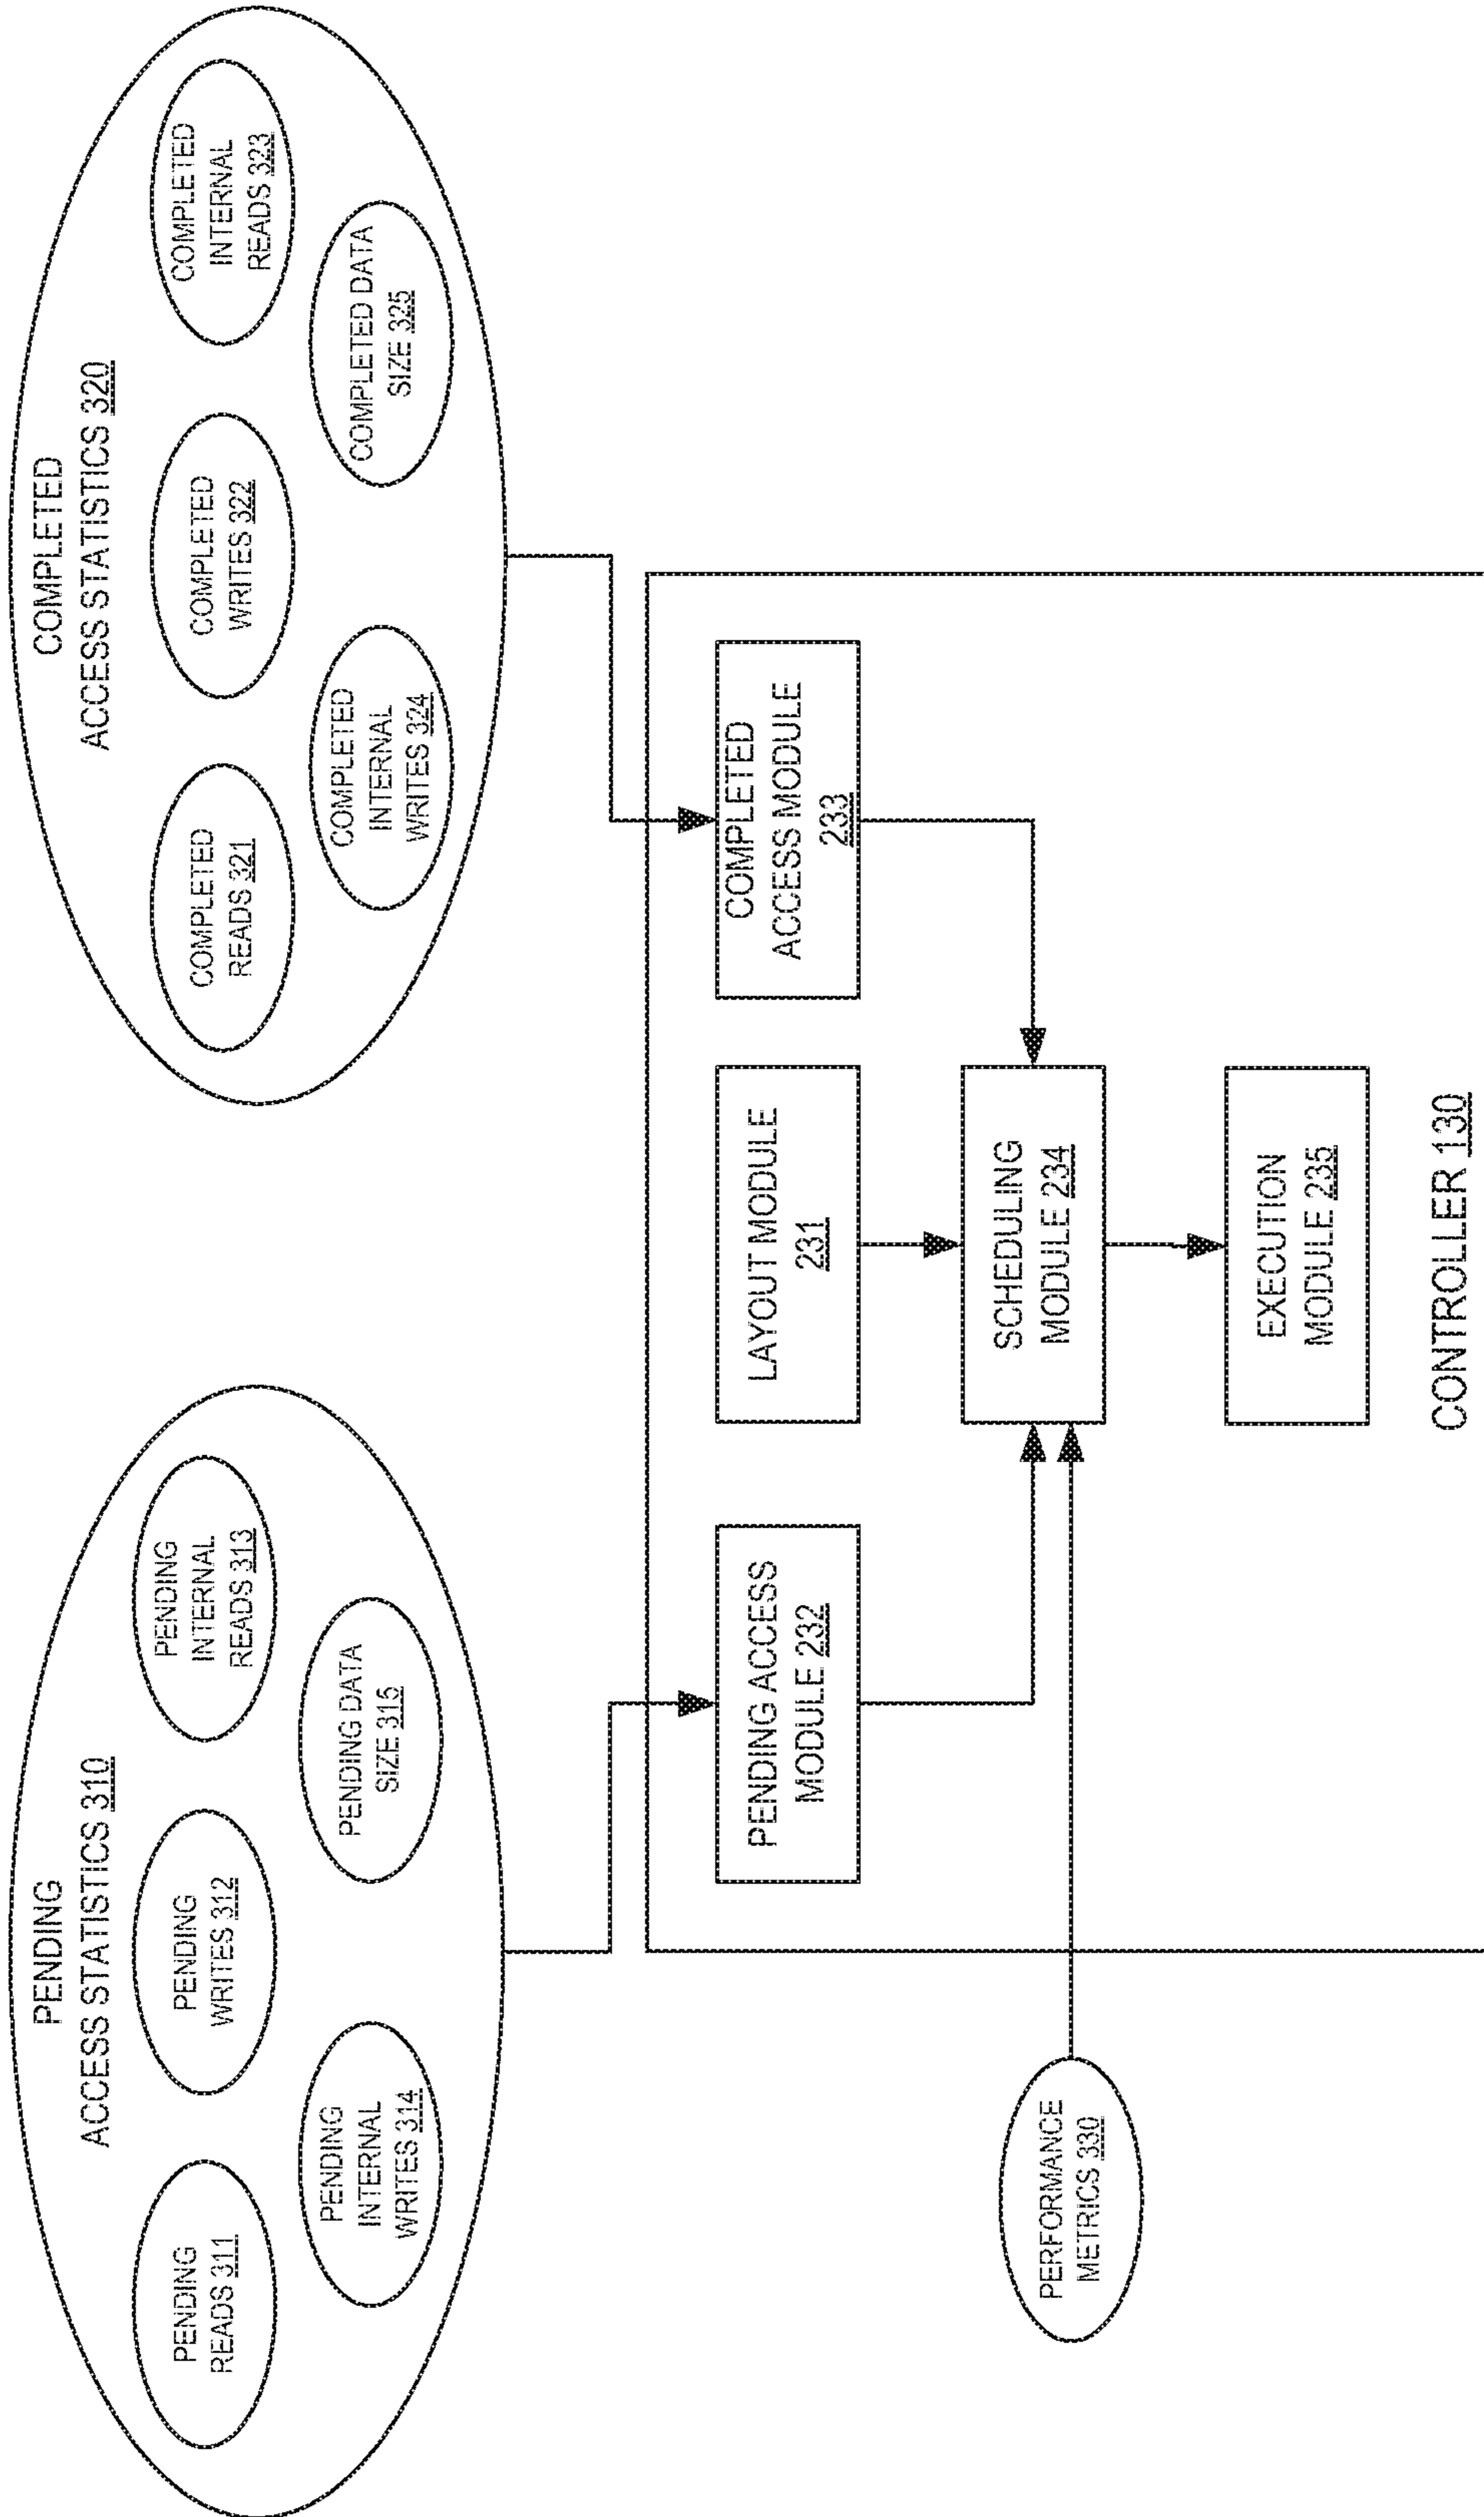 PENDING
ACCESS STATISTICS 310
PENDING
READS 311
PENDING
WRITES 312
PENDING
INTERNAL
READS 313
PENDING
INTERNAL
WRITES 314
PENDING DATA
SIZE 315
COMPLETED
ACCESS STATISTICS 320
COMPLETED
READS 321
COMPLETED
WRITES 322
COMPLETED
INTERNAL
READS 323
COMPLETED
INTERNAL
WRITES 324
COMPLETED DATA
SIZE 325
PENDING ACCESS
MODULE 232
LAYOUT MODULE
231
COMPLETED
ACCESS MODULE
233
PERFORMANCE
METRICS 330
SCHEDULING
MODULE 234
EXECUTION
MODULE 235
CONTROLLER 130